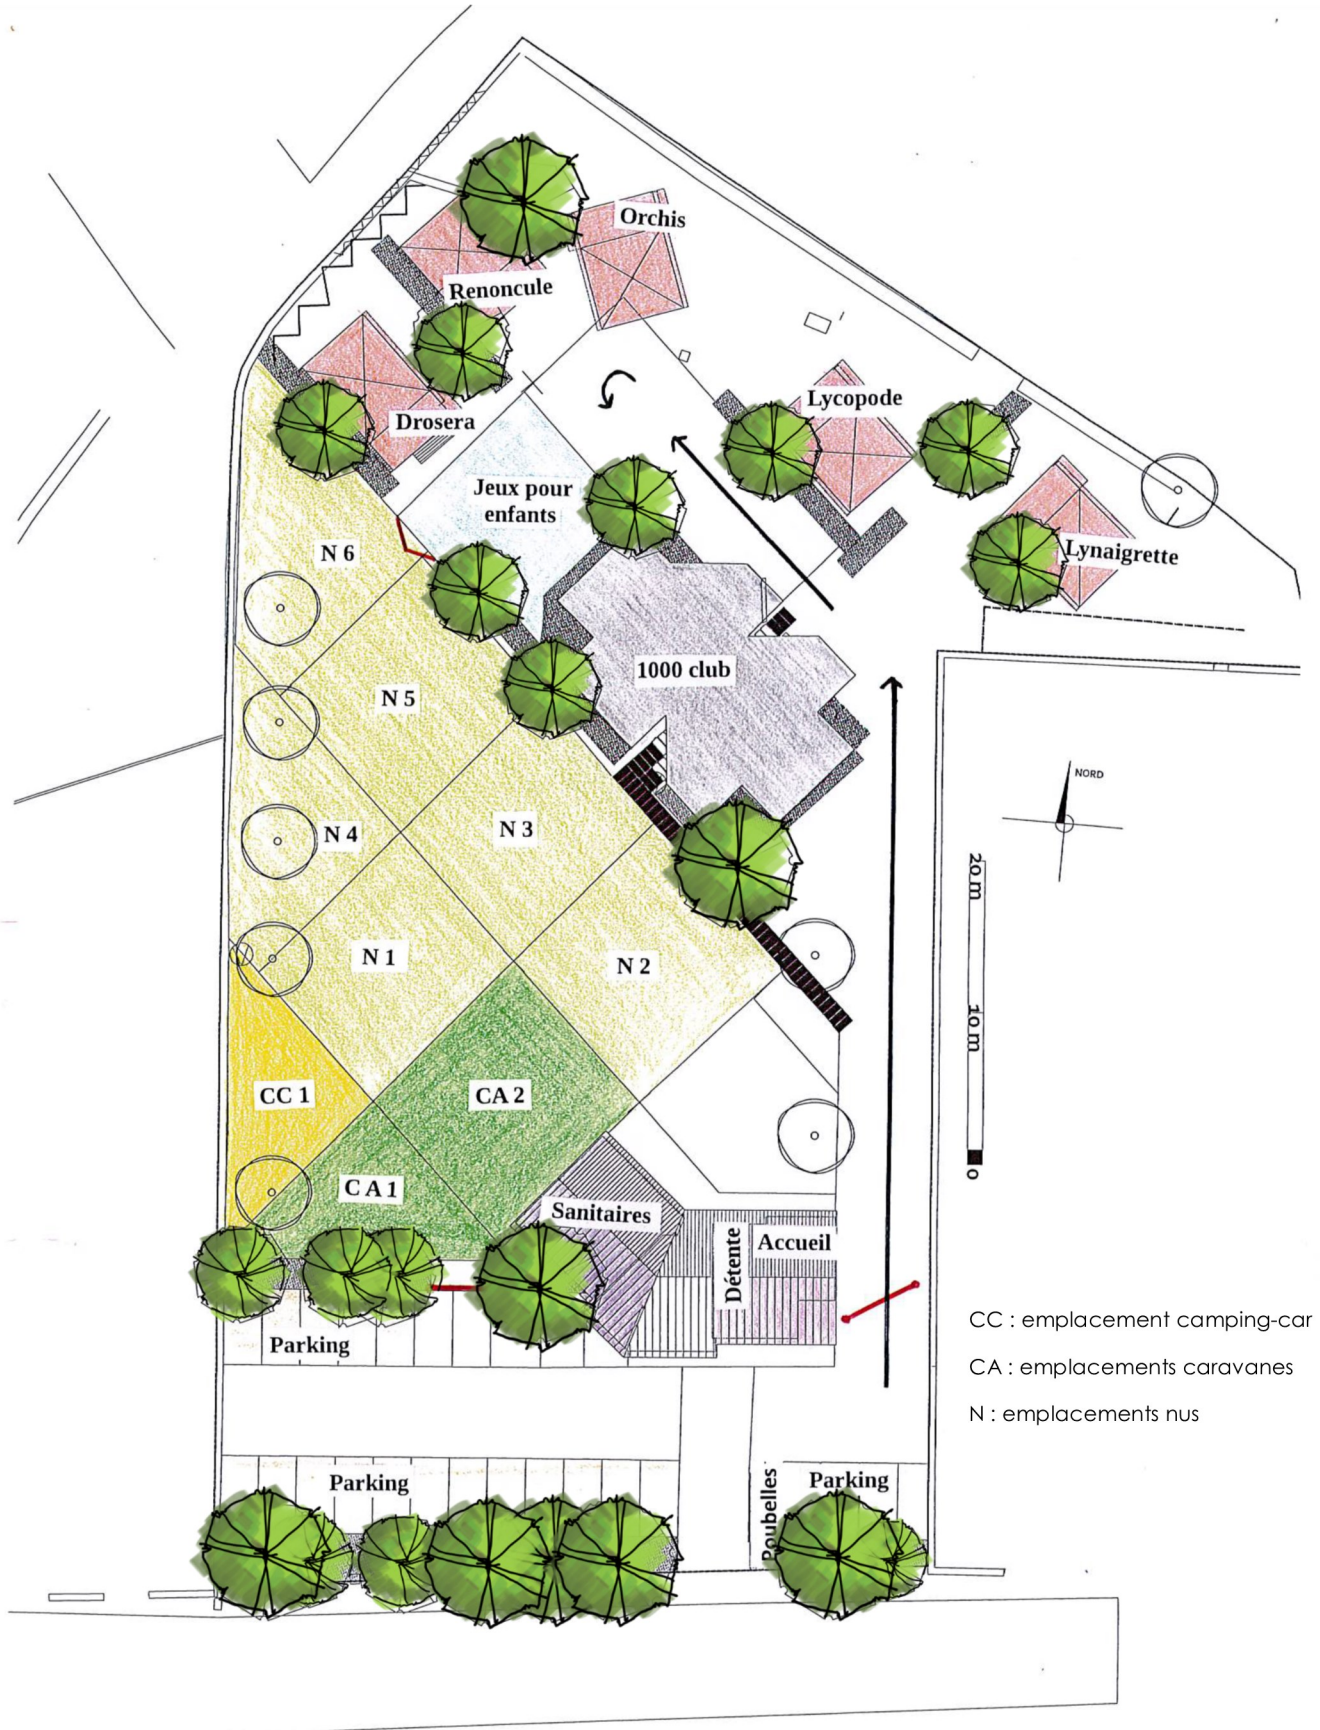 Orchis
Renoncule
Drosera
Lycopode
Jeux pour
enfants
Lynaigrette
N 6
1000 club
N 5
NORD
N 4
N 3
20 m
N 1
N 2
10 m
CC 1
CA 2
0
C A 1
Sanitaires
Détente
Accueil
Parking
CC : emplacement camping-car
CA : emplacements caravanes
N : emplacements nus
Parking
Poubelles
Parking